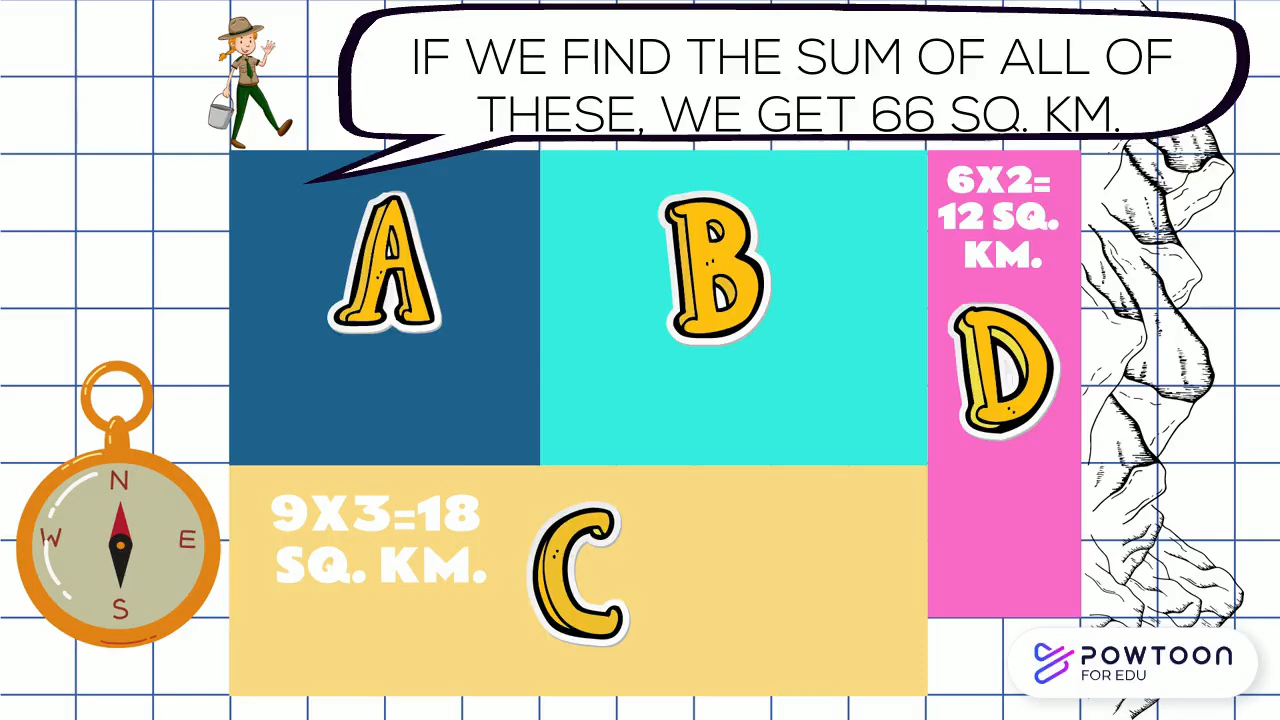 IF WE FIND THE SUM OF ALL OF
THESE, WE GET 66 SQ. KM.
A
B
6X2=
12 SQ.
KM.
D
9X3=18
SQ. KM.
C
N
W
E
S
POWTOON
FOR EDU